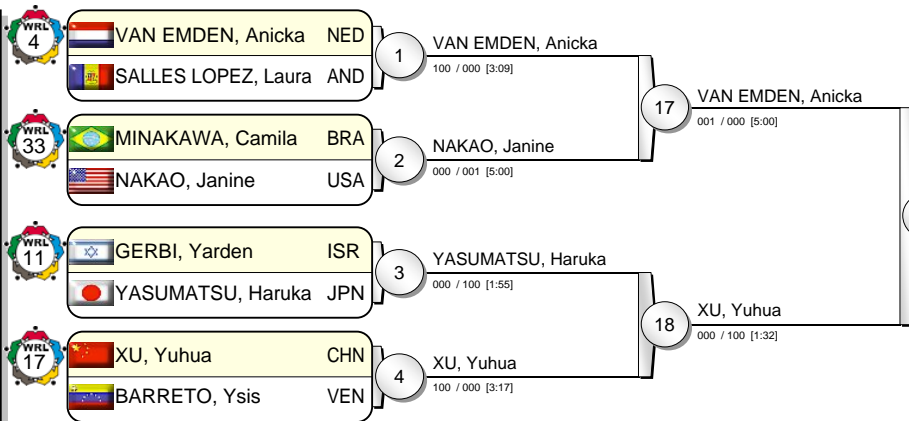 WRL
4
VAN EMDEN, Anicka NED
SALLES LOPEZ, Laura AND
1
VAN EMDEN, Anicka
100 / 000 [3:09]
WRL
33
MINAKAWA, Camila BRA
NAKAO, Janine USA
2
NAKAO, Janine
000 / 001 [5:00]
17
VAN EMDEN, Anicka
001 / 000 [5:00]
WRL
11
GERBI, Yarden ISR
YASUMATSU, Haruka JPN
3
YASUMATSU, Haruka
000 / 100 [1:55]
WRL
17
XU, Yuhua CHN
BARRETO, Ysis VEN
4
XU, Yuhua
100 / 000 [3:17]
18
XU, Yuhua
000 / 100 [1:32]